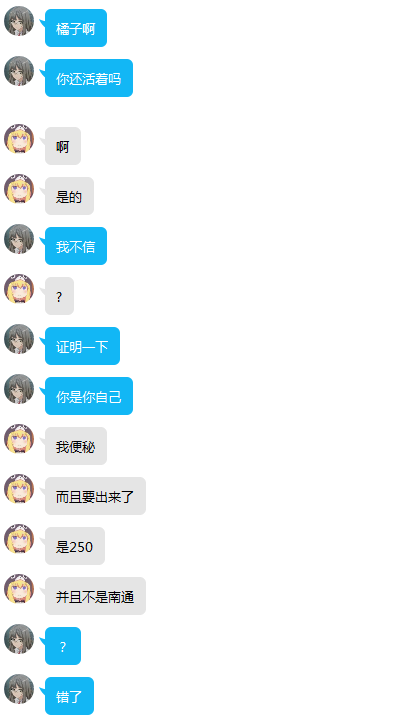 橘子啊
你还活着吗
啊
是的
我不信
?
证明一下
你是你自己
我便秘
而且要出来了
是250
并且不是南通
？
错了